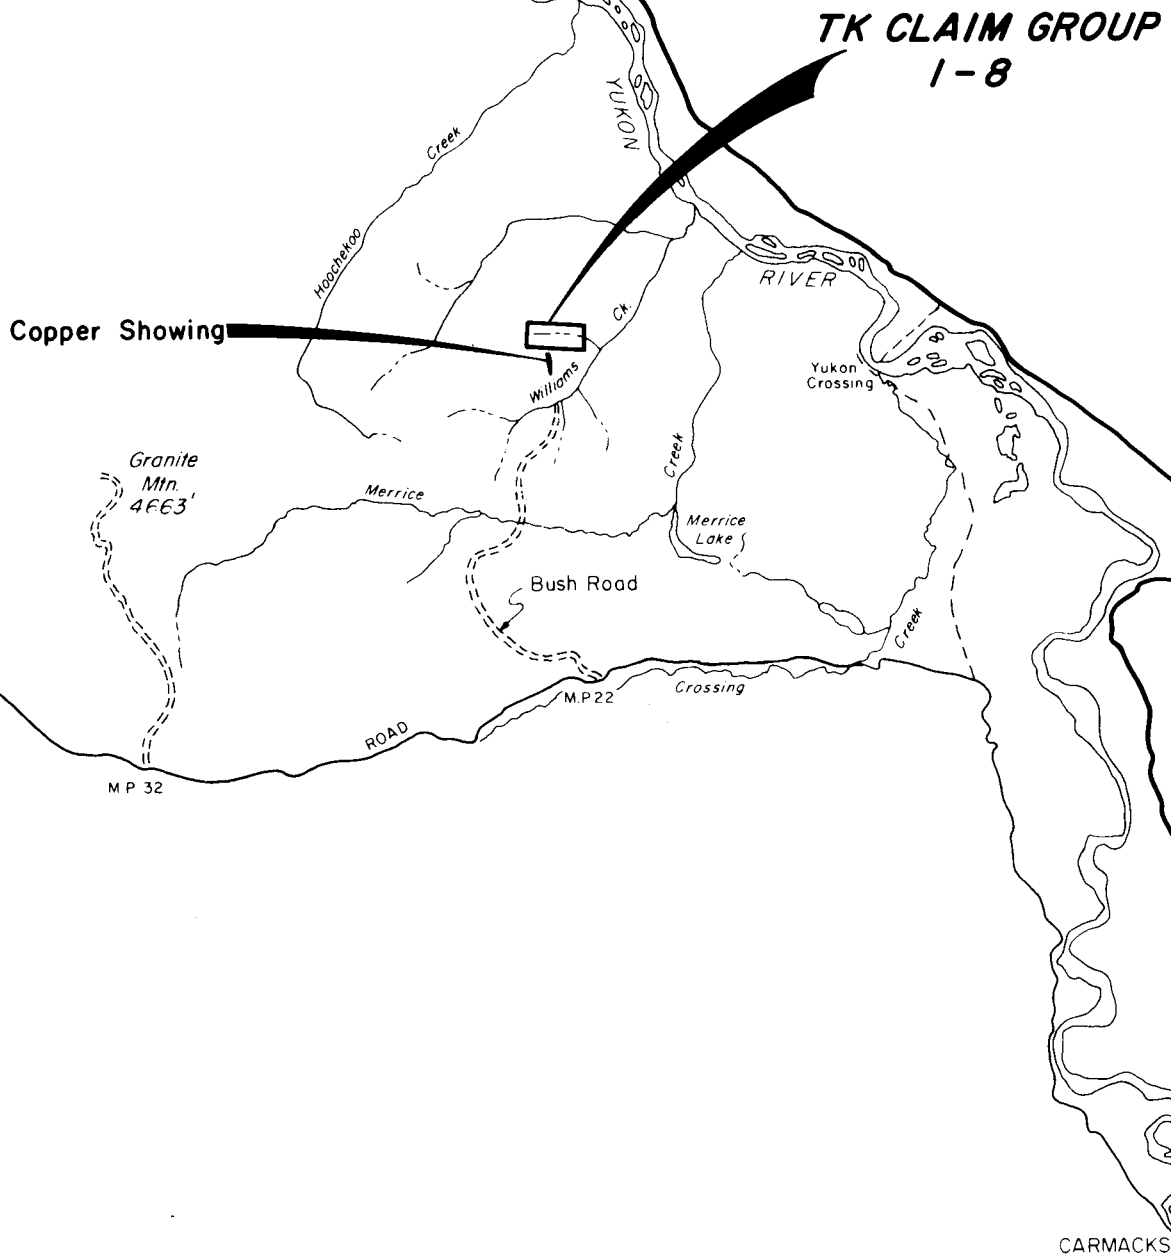 TK CLAIM GROUP
1-8
YUKON
Creek
Hoochekoo
RIVER
Ck.
Copper Showing
Williams
Yukon
Crossing
Granite
Mtn.
4663'
Merrice
Creek
Merrice
Lake
Bush Road
Creek
Crossing
M.P 22
ROAD
M P 32
CARMACKS